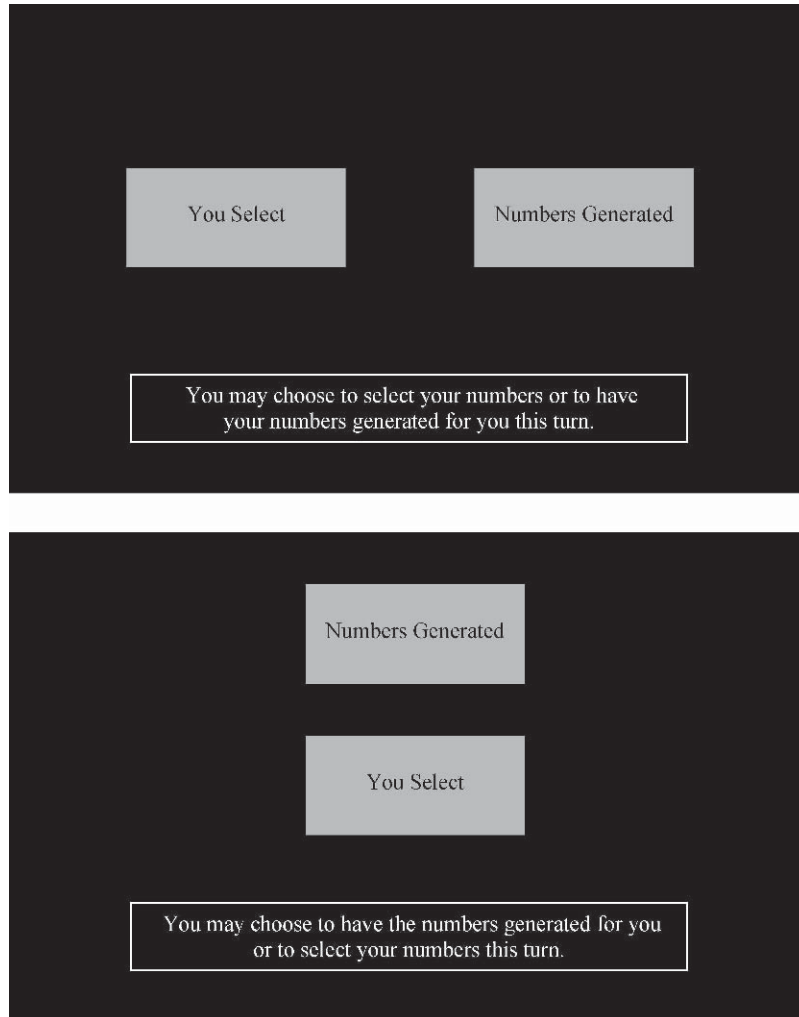 You Select
Numbers Generated
You may choose to select your numbers or to have
your numbers generated for you this turn.
Numbers Generated
You Select
You may choose to have the numbers generated for you
or to select your numbers this turn.